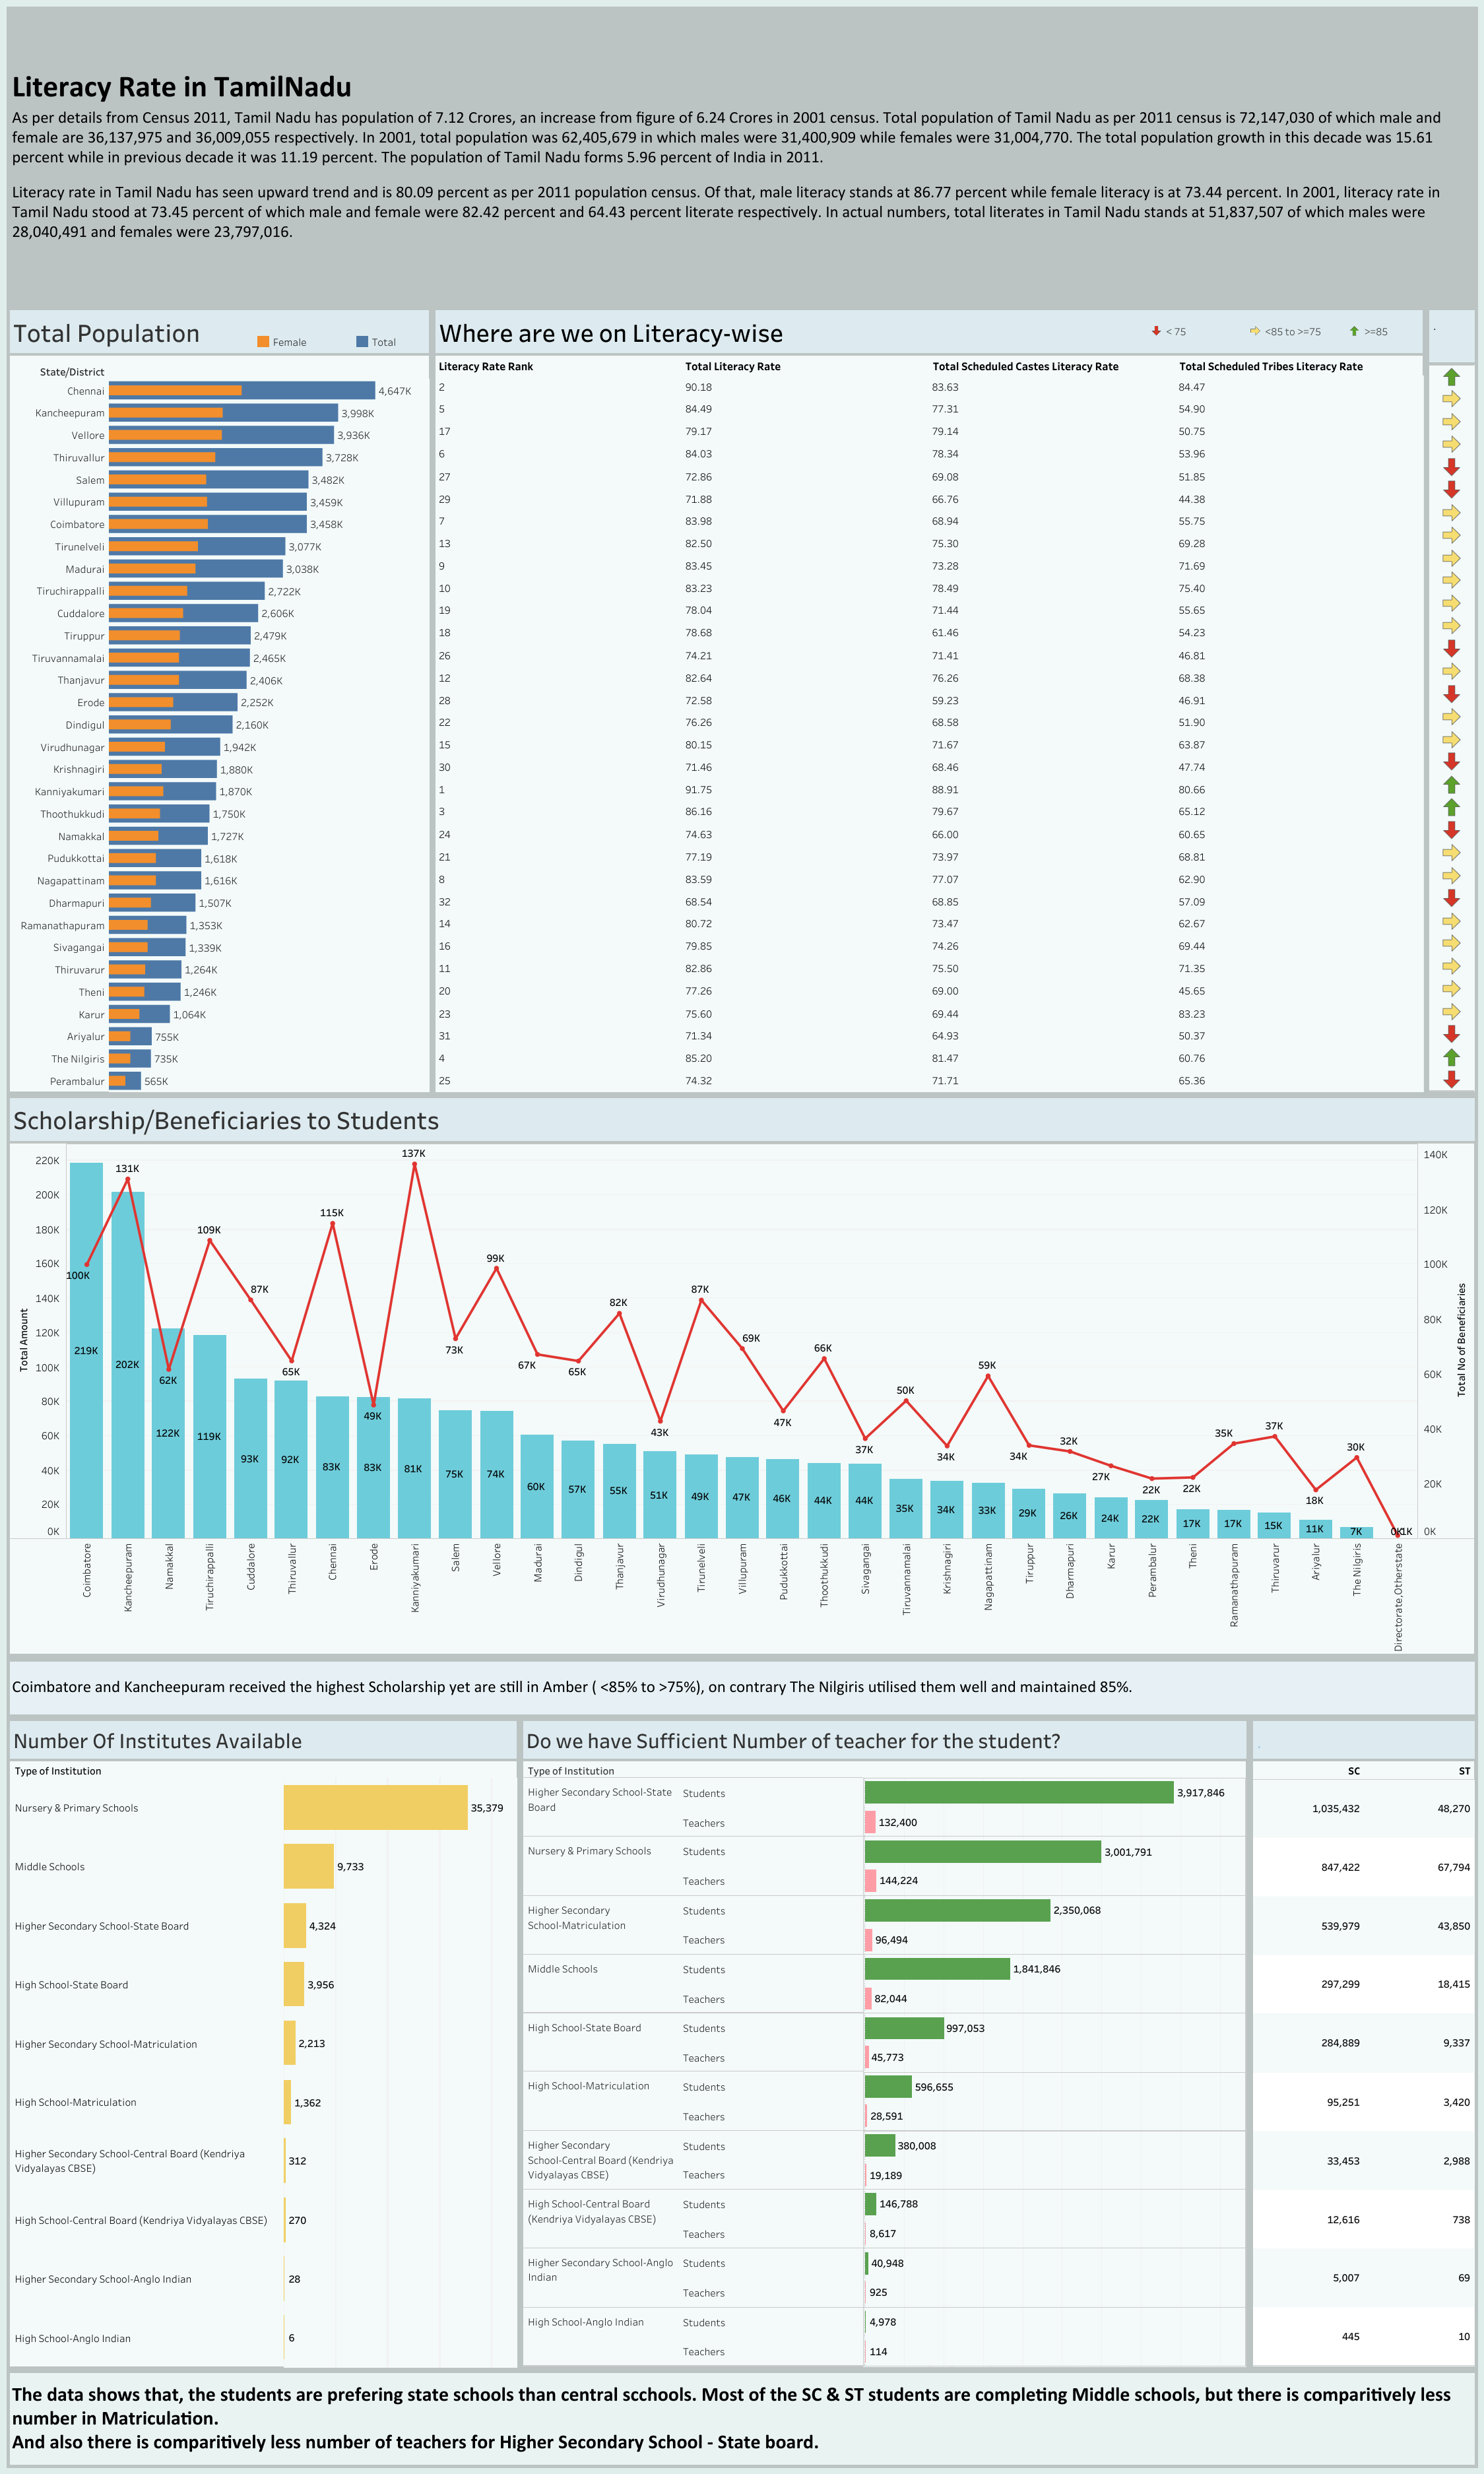 Literacy Rate in TamilNadu
As per details from Census 2011, Tamil Nadu has population of 7.12 Crores, an increase from figure of 6.24 Crores in 2001 census. Total population of Tamil Nadu as per 2011 census is 72,147,030 of which male and
female are 36,137,975 and 36,009,055 respectively. In 2001, total population was 62,405,679 in which males were 31,400,909 while females were 31,004,770. The total population growth in this decade was 15.61
percent while in previous decade it was 11.19 percent. The population of Tamil Nadu forms 5.96 percent of India in 2011.
Literacy rate in Tamil Nadu has seen upward trend and is 80.09 percent as per 2011 population census. Of that, male literacy stands at 86.77 percent while female literacy is at 73.44 percent. In 2001, literacy rate in
Tamil Nadu stood at 73.45 percent of which male and female were 82.42 percent and 64.43 percent literate respectively. In actual numbers, total literates in Tamil Nadu stands at 51,837,507 of which males were
28,040,491 and females were 23,797,016.
Total Population Female Total
Where are we on Literacy-wise < 75 <85 to >=75 >=85
State/District Literacy Rate Rank Total Literacy Rate Total Scheduled Castes Literacy Rate Total Scheduled Tribes Literacy Rate
Chennai 4,647K 2 90.18 83.63 84.47
Kancheepuram 3,998K 5 84.49 77.31 54.90
Vellore 3,936K 17 79.17 79.14 50.75
Thiruvallur 3,728K 6 84.03 78.34 53.96
Salem 3,482K 27 72.86 69.08 51.85
Villupuram 3,459K 29 71.88 66.76 44.38
Coimbatore 3,458K 7 83.98 68.94 55.75
Tirunelveli 3,077K 13 82.50 75.30 69.28
Madurai 3,038K 9 83.45 73.28 71.69
Tiruchirappalli 2,722K 10 83.23 78.49 75.40
Cuddalore 2,606K 19 78.04 71.44 55.65
Tiruppur 2,479K 18 78.68 61.46 54.23
Tiruvannamalai 2,465K 26 74.21 71.41 46.81
Thanjavur 2,406K 12 82.64 76.26 68.38
Erode 2,252K 28 72.58 59.23 46.91
Dindigul 2,160K 22 76.26 68.58 51.90
Virudhunagar 1,942K 15 80.15 71.67 63.87
Krishnagiri 1,880K 30 71.46 68.46 47.74
Kanniyakumari 1,870K 1 91.75 88.91 80.66
Thoothukkudi 1,750K 3 86.16 79.67 65.12
Namakkal 1,727K 24 74.63 66.00 60.65
Pudukkottai 1,618K 21 77.19 73.97 68.81
Nagapattinam 1,616K 8 83.59 77.07 62.90
Dharmapuri 1,507K 32 68.54 68.85 57.09
Ramanathapuram 1,353K 14 80.72 73.47 62.67
Sivagangai 1,339K 16 79.85 74.26 69.44
Thiruvarur 1,264K 11 82.86 75.50 71.35
Theni 1,246K 20 77.26 69.00 45.65
Karur 1,064K 23 75.60 69.44 83.23
Ariyalur 755K 31 71.34 64.93 50.37
The Nilgiris 735K 4 85.20 81.47 60.76
Perambalur 565K 25 74.32 71.71 65.36
Scholarship/Beneficiaries to Students
Total Amount
220K
200K
180K
160K
140K
120K
100K
80K
60K
40K
20K
0K
100K 131K 62K 109K 87K 65K 115K 49K 137K 73K 99K 67K 65K 82K 43K 87K 69K 47K 66K 37K 50K 34K 59K 34K 32K 27K 22K 22K 35K 37K 18K 30K 0K
219K 202K 122K 119K 93K 92K 83K 83K 81K 75K 74K 60K 57K 55K 51K 49K 47K 46K 44K 44K 35K 34K 33K 29K 26K 24K 22K 17K 17K 15K 11K 7K 1K
140K
120K
100K
80K
60K
40K
20K
0K
Total No of Beneficiaries
Coimbatore
Kancheepuram
Namakkal
Tiruchirappalli
Cuddalore
Thiruvallur
Chennai
Erode
Kanniyakumari
Salem
Vellore
Madurai
Dindigul
Thanjavur
Virudhunagar
Tirunelveli
Villupuram
Pudukkottai
Thoothukkudi
Sivagangai
Tiruvannamalai
Krishnagiri
Nagapattinam
Tiruppur
Dharmapuri
Karur
Perambalur
Theni
Ramanathapuram
Thiruvarur
Ariyalur
The Nilgiris
Directorate,Otherstate
Coimbatore and Kancheepuram received the highest Scholarship yet are still in Amber ( <85% to >75%), on contrary The Nilgiris utilised them well and maintained 85%.
Number Of Institutes Available
Type of Institution
Nursery & Primary Schools 35,379
Middle Schools 9,733
Higher Secondary School-State Board 4,324
High School-State Board 3,956
Higher Secondary School-Matriculation 2,213
High School-Matriculation 1,362
Higher Secondary School-Central Board (Kendriya
Vidyalayas CBSE) 312
High School-Central Board (Kendriya Vidyalayas CBSE) 270
Higher Secondary School-Anglo Indian 28
High School-Anglo Indian 6
Do we have Sufficient Number of teacher for the student?
Type of Institution SC ST
Higher Secondary School-State Students 3,917,846
Board Teachers 132,400 1,035,432 48,270
Nursery & Primary Schools Students 3,001,791
Teachers 144,224 847,422 67,794
Higher Secondary Students 2,350,068
School-Matriculation Teachers 96,494 539,979 43,850
Middle Schools Students 1,841,846
Teachers 82,044 297,299 18,415
High School-State Board Students 997,053
Teachers 45,773 284,889 9,337
High School-Matriculation Students 596,655
Teachers 28,591 95,251 3,420
Higher Secondary Students 380,008
School-Central Board (Kendriya
Vidyalayas CBSE) Teachers 19,189 33,453 2,988
High School-Central Board Students 146,788
(Kendriya Vidyalayas CBSE) Teachers 8,617 12,616 738
Higher Secondary School-Anglo Students 40,948
Indian Teachers 925 5,007 69
High School-Anglo Indian Students 4,978
Teachers 114 445 10
The data shows that, the students are prefering state schools than central scchools. Most of the SC & ST students are completing Middle schools, but there is comparitively less
number in Matriculation.
And also there is comparitively less number of teachers for Higher Secondary School - State board.